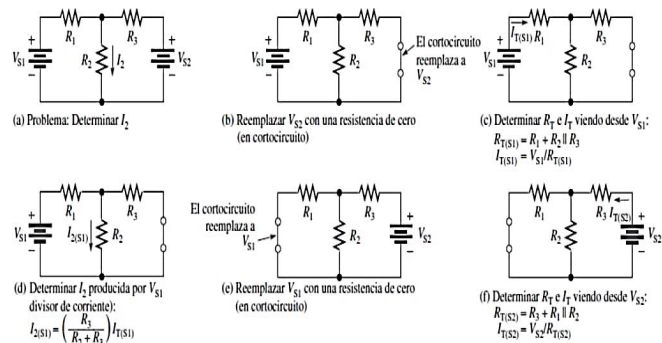 R1 R3
VS1 R2 I2 VS2
(a) Problema: Determinar I2
R1 R3
VS1 R2
El cortocircuito
reemplaza a
VS2
(b) Reemplazar VS2 con una resistencia de cero
(en cortocircuito)
IT(S1) R1 R3
VS1 R2
(c) Determinar RT e IT viendo desde VS1:
RT(S1) = R1 + R2 || R3
IT(S1) = VS1/RT(S1)
R1 R3
VS1 I2(S1) R2
(d) Determinar I2 producida por VS1
divisor de corriente):
I2(S1) = (R3 / R2 + R3) IT(S1)
El cortocircuito
reemplaza a
VS1
R1 R3
R2 VS2
(e) Reemplazar VS1 con una resistencia de cero
(en cortocircuito)
R1 R3 IT(S2)
R2 VS2
(f) Determinar RT e IT viendo desde VS2:
RT(S2) = R3 + R1 || R2
IT(S2) = VS2/RT(S2)